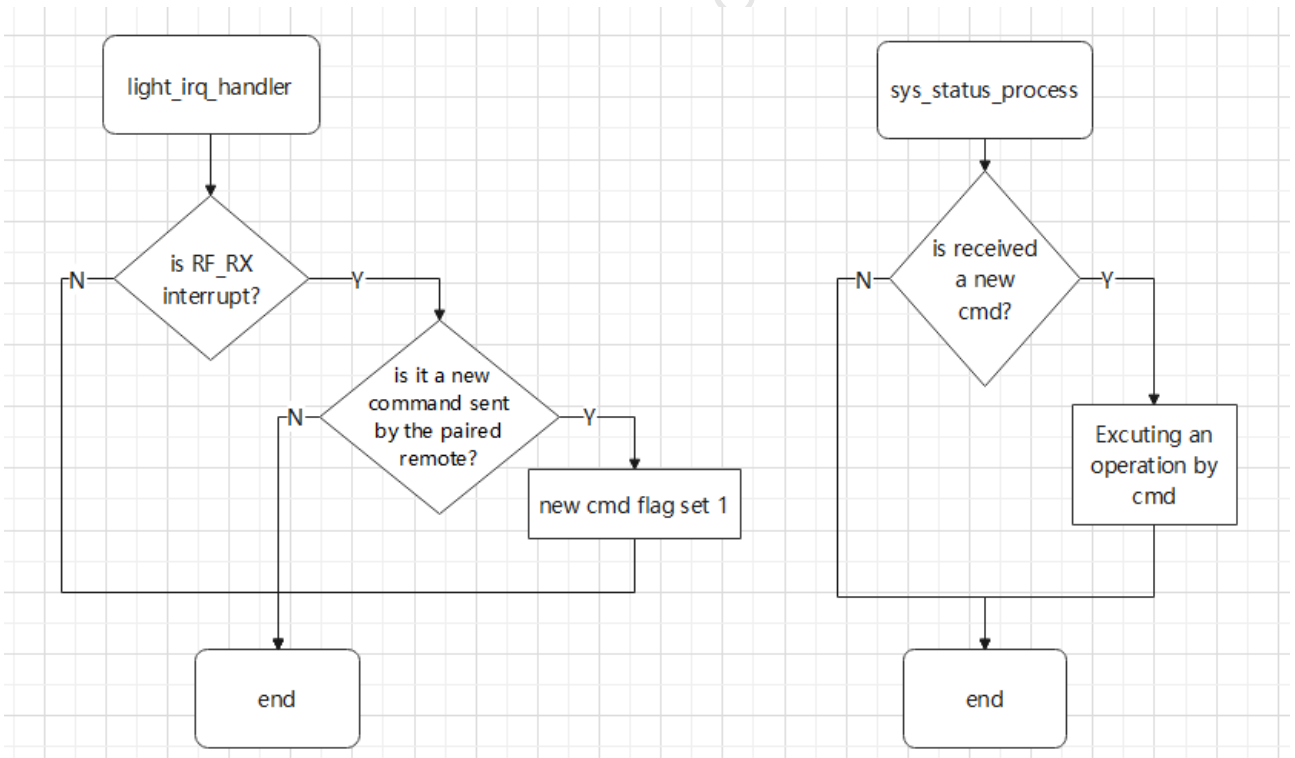 light_irq_handler
is RF_RX
interrupt?
N
Y
is it a new
command sent
by the paired
remote?
N
Y
new cmd flag set 1
end
sys_status_process
is received
a new
cmd?
N
Y
Excuting an
operation by
cmd
end